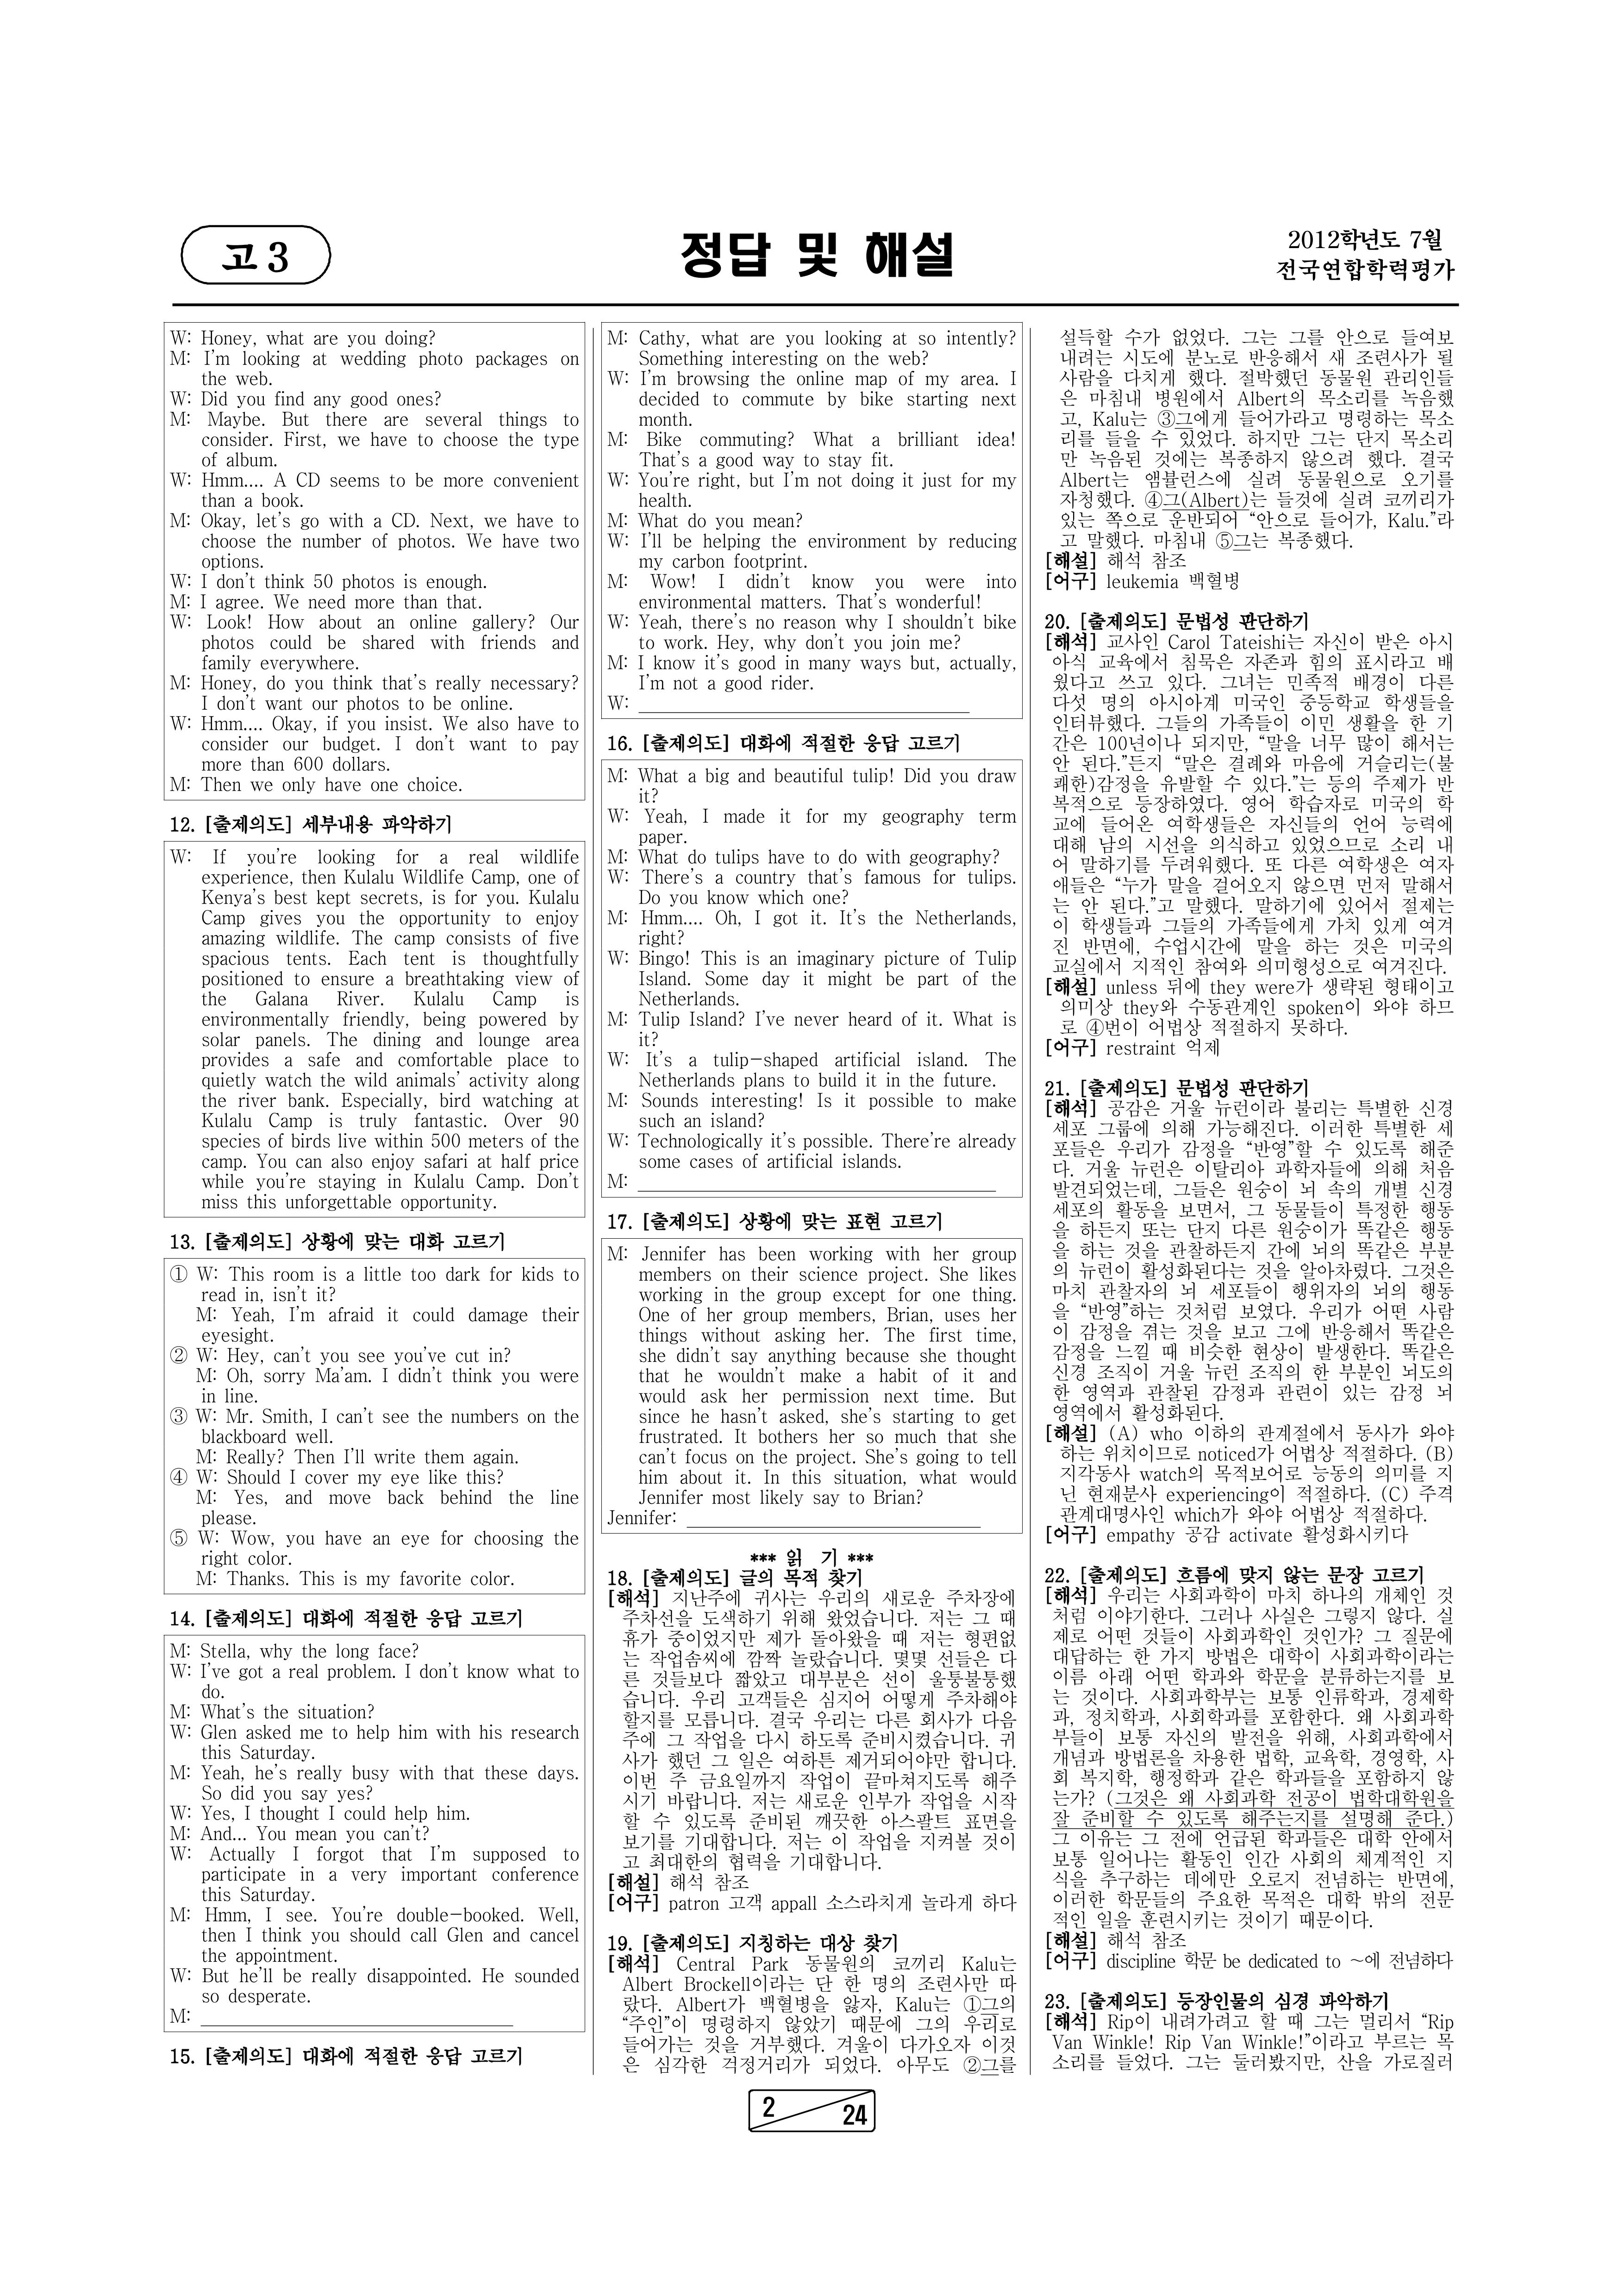 고 3
정답 및 해설
2012학년도 7월
전국연합학력평가
W: Honey, what are you doing?
M: I'm looking at wedding photo packages on
the web.
W: Did you find any good ones?
M: Maybe. But there are several things to
consider. First, we have to choose the type
of album.
W: Hmm.... A CD seems to be more convenient
than a book.
M: Okay, let's go with a CD. Next, we have to
choose the number of photos. We have two
options.
W: I don't think 50 photos is enough.
M: I agree. We need more than that.
W: Look! How about an online gallery? Our
photos could be shared with friends and
family everywhere.
M: Honey, do you think that's really necessary?
I don't want our photos to be online.
W: Hmm.... Okay, if you insist. We also have to
consider our budget. I don't want to pay
more than 600 dollars.
M: Then we only have one choice.
12. [출제의도] 세부내용 파악하기
W: If you're looking for a real wildlife
experience, then Kulalu Wildlife Camp, one of
Kenya's best kept secrets, is for you. Kulalu
Camp gives you the opportunity to enjoy
amazing wildlife. The camp consists of five
spacious tents. Each tent is thoughtfully
positioned to ensure a breathtaking view of
the Galana River. Kulalu Camp is
environmentally friendly, being powered by
solar panels. The dining and lounge area
provides a safe and comfortable place to
quietly watch the wild animals' activity along
the river bank. Especially, bird watching at
Kulalu Camp is truly fantastic. Over 90
species of birds live within 500 meters of the
camp. You can also enjoy safari at half price
while you're staying in Kulalu Camp. Don't
miss this unforgettable opportunity.
13. [출제의도] 상황에 맞는 대화 고르기
① W: This room is a little too dark for kids to
read in, isn't it?
M: Yeah, I'm afraid it could damage their
eyesight.
② W: Hey, can't you see you've cut in?
M: Oh, sorry Ma'am. I didn't think you were
in line.
③ W: Mr. Smith, I can't see the numbers on the
blackboard well.
M: Really? Then I'll write them again.
④ W: Should I cover my eye like this?
M: Yes, and move back behind the line
please.
⑤ W: Wow, you have an eye for choosing the
right color.
M: Thanks. This is my favorite color.
14. [출제의도] 대화에 적절한 응답 고르기
M: Stella, why the long face?
W: I've got a real problem. I don't know what to
do.
M: What's the situation?
W: Glen asked me to help him with his research
this Saturday.
M: Yeah, he's really busy with that these days.
So did you say yes?
W: Yes, I thought I could help him.
M: And... You mean you can't?
W: Actually I forgot that I'm supposed to
participate in a very important conference
this Saturday.
M: Hmm, I see. You're double-booked. Well,
then I think you should call Glen and cancel
the appointment.
W: But he'll be really disappointed. He sounded
so desperate.
M:
15. [출제의도] 대화에 적절한 응답 고르기
M: Cathy, what are you looking at so intently?
Something interesting on the web?
W: I'm browsing the online map of my area. I
decided to commute by bike starting next
month.
M: Bike commuting? What a brilliant idea!
That's a good way to stay fit.
W: You're right, but I'm not doing it just for my
health.
M: What do you mean?
W: I'll be helping the environment by reducing
my carbon footprint.
M: Wow! I didn't know you were into
environmental matters. That's wonderful!
W: Yeah, there's no reason why I shouldn't bike
to work. Hey, why don't you join me?
M: I know it's good in many ways but, actually,
I'm not a good rider.
W:
16. [출제의도] 대화에 적절한 응답 고르기
M: What a big and beautiful tulip! Did you draw
it?
W: Yeah, I made it for my geography term
paper.
M: What do tulips have to do with geography?
W: There's a country that's famous for tulips.
Do you know which one?
M: Hmm.... Oh, I got it. It's the Netherlands,
right?
W: Bingo! This is an imaginary picture of Tulip
Island. Some day it might be part of the
Netherlands.
M: Tulip Island? I've never heard of it. What is
it?
W: It's a tulip-shaped artificial island. The
Netherlands plans to build it in the future.
M: Sounds interesting! Is it possible to make
such an island?
W: Technologically it's possible. There're already
some cases of artificial islands.
M:
17. [출제의도] 상황에 맞는 표현 고르기
M: Jennifer has been working with her group
members on their science project. She likes
working in the group except for one thing.
One of her group members, Brian, uses her
things without asking her. The first time,
she didn't say anything because she thought
that he wouldn't make a habit of it and
would ask her permission next time. But
since he hasn't asked, she's starting to get
frustrated. It bothers her so much that she
can't focus on the project. She's going to tell
him about it. In this situation, what would
Jennifer most likely say to Brian?
Jennifer:
*** 읽 기 ***
18. [출제의도] 글의 목적 찾기
[해석] 지난주에 귀사는 우리의 새로운 주차장에
주차선을 도색하기 위해 왔었습니다. 저는 그 때
휴가 중이었지만 제가 돌아왔을 때 저는 형편없
는 작업솜씨에 깜짝 놀랐습니다. 몇몇 선들은 다
른 것들보다 짧았고 대부분은 선이 울퉁불퉁했
습니다. 우리 고객들은 심지어 어떻게 주차해야
할지를 모릅니다. 결국 우리는 다른 회사가 다음
주에 그 작업을 다시 하도록 준비시켰습니다. 귀
사가 했던 그 일은 여하튼 제거되어야만 합니다.
이번 주 금요일까지 작업이 끝마쳐지도록 해주
시기 바랍니다. 저는 새로운 인부가 작업을 시작
할 수 있도록 준비된 깨끗한 아스팔트 표면을
보기를 기대합니다. 저는 이 작업을 지켜볼 것이
고 최대한의 협력을 기대합니다.
[해설] 해석 참조
[어구] patron 고객 appall 소스라치게 놀라게 하다
19. [출제의도] 지칭하는 대상 찾기
[해석] Central Park 동물원의 코끼리 Kalu는
Albert Brockell이라는 단 한 명의 조련사만 따
랐다. Albert가 백혈병을 앓자, Kalu는 ①그의
“주인”이 명령하지 않았기 때문에 그의 우리로
들어가는 것을 거부했다. 겨울이 다가오자 이것
은 심각한 걱정거리가 되었다. 아무도 ②그를
설득할 수가 없었다. 그는 그를 안으로 들여보
내려는 시도에 분노로 반응해서 새 조련사가 될
사람을 다치게 했다. 절박했던 동물원 관리인들
은 마침내 병원에서 Albert의 목소리를 녹음했
고, Kalu는 ③그에게 들어가라고 명령하는 목소
리를 들을 수 있었다. 하지만 그는 단지 목소리
만 녹음된 것에는 복종하지 않으려 했다. 결국
Albert는 앰뷸런스에 실려 동물원으로 오기를
자청했다. ④그(Albert)는 들것에 실려 코끼리가
있는 쪽으로 운반되어 “안으로 들어가, Kalu.”라
고 말했다. 마침내 ⑤그는 복종했다.
[해설] 해석 참조
[어구] leukemia 백혈병
20. [출제의도] 문법성 판단하기
[해석] 교사인 Carol Tateishi는 자신이 받은 아시
아식 교육에서 침묵은 자존과 힘의 표시라고 배
웠다고 쓰고 있다. 그녀는 민족적 배경이 다른
다섯 명의 아시아계 미국인 중등학교 학생들을
인터뷰했다. 그들의 가족들이 이민 생활을 한 기
간은 100년이나 되지만, “말을 너무 많이 해서는
안 된다.”든지 “말은 결례와 마음에 거슬리는(불
쾌한)감정을 유발할 수 있다.”는 등의 주제가 반
복적으로 등장하였다. 영어 학습자로 미국의 학
교에 들어온 여학생들은 자신들의 언어 능력에
대해 남의 시선을 의식하고 있었으므로 소리 내
어 말하기를 두려워했다. 또 다른 여학생은 여자
애들은 “누가 말을 걸어오지 않으면 먼저 말해서
는 안 된다.”고 말했다. 말하기에 있어서 절제는
이 학생들과 그들의 가족들에게 가치 있게 여겨
진 반면에, 수업시간에 말을 하는 것은 미국의
교실에서 지적인 참여와 의미형성으로 여겨진다.
[해설] unless 뒤에 they were가 생략된 형태이고
의미상 they와 수동관계인 spoken이 와야 하므
로 ④번이 어법상 적절하지 못하다.
[어구] restraint 억제
21. [출제의도] 문법성 판단하기
[해석] 공감은 거울 뉴런이라 불리는 특별한 신경
세포 그룹에 의해 가능해진다. 이러한 특별한 세
포들은 우리가 감정을 “반영”할 수 있도록 해준
다. 거울 뉴런은 이탈리아 과학자들에 의해 처음
발견되었는데, 그들은 원숭이 뇌 속의 개별 신경
세포의 활동을 보면서, 그 동물들이 특정한 행동
을 하든지 또는 단지 다른 원숭이가 똑같은 행동
을 하는 것을 관찰하든지 간에 뇌의 똑같은 부분
의 뉴런이 활성화된다는 것을 알아차렸다. 그것은
마치 관찰자의 뇌 세포들이 행위자의 뇌의 행동
을 “반영”하는 것처럼 보였다. 우리가 어떤 사람
이 감정을 겪는 것을 보고 그에 반응해서 똑같은
감정을 느낄 때 비슷한 현상이 발생한다. 똑같은
신경 조직이 거울 뉴런 조직의 한 부분인 뇌도의
한 영역과 관찰된 감정과 관련이 있는 감정 뇌
영역에서 활성화된다.
[해설] (A) who 이하의 관계절에서 동사가 와야
하는 위치이므로 noticed가 어법상 적절하다. (B)
지각동사 watch의 목적보어로 능동의 의미를 지
닌 현재분사 experiencing이 적절하다. (C) 주격
관계대명사인 which가 와야 어법상 적절하다.
[어구] empathy 공감 activate 활성화시키다
22. [출제의도] 흐름에 맞지 않는 문장 고르기
[해석] 우리는 사회과학이 마치 하나의 개체인 것
처럼 이야기한다. 그러나 사실은 그렇지 않다. 실
제로 어떤 것들이 사회과학인 것인가? 그 질문에
대답하는 한 가지 방법은 대학이 사회과학이라는
이름 아래 어떤 학과와 학문을 분류하는지를 보
는 것이다. 사회과학부는 보통 인류학과, 경제학
과, 정치학과, 사회학과를 포함한다. 왜 사회과학
부들이 보통 자신의 발전을 위해, 사회과학에서
개념과 방법론을 차용한 법학, 교육학, 경영학, 사
회 복지학, 행정학과 같은 학과들을 포함하지 않
는가? (그것은 왜 사회과학 전공이 법학대학원을
잘 준비할 수 있도록 해주는지를 설명해 준다.)
그 이유는 그 전에 언급된 학과들은 대학 안에서
보통 일어나는 활동인 인간 사회의 체계적인 지
식을 추구하는 데에만 오로지 전념하는 반면에,
이러한 학문들의 주요한 목적은 대학 밖의 전문
적인 일을 훈련시키는 것이기 때문이다.
[해설] 해석 참조
[어구] discipline 학문 be dedicated to ~에 전념하다
23. [출제의도] 등장인물의 심경 파악하기
[해석] Rip이 내려가려고 할 때 그는 멀리서 “Rip
Van Winkle! Rip Van Winkle!”이라고 부르는 목
소리를 들었다. 그는 둘러봤지만, 산을 가로질러
2
24